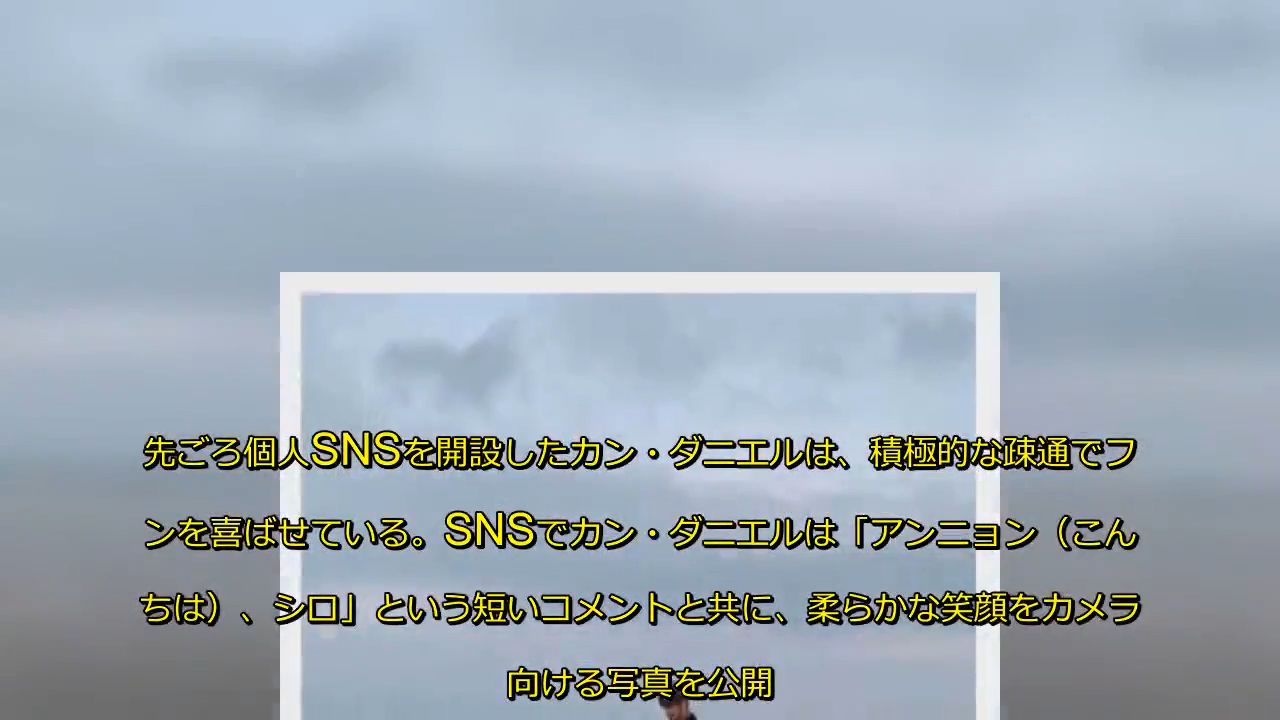 先ごろ個人SNSを開設したカン・ダニエルは、積極的な疎通でフ
ンを喜ばせている。SNSでカン・ダニエルは「アンニョン（こん
ちは）、シロ」という短いコメントと共に、柔らかな笑顔をカメラ
向ける写真を公開